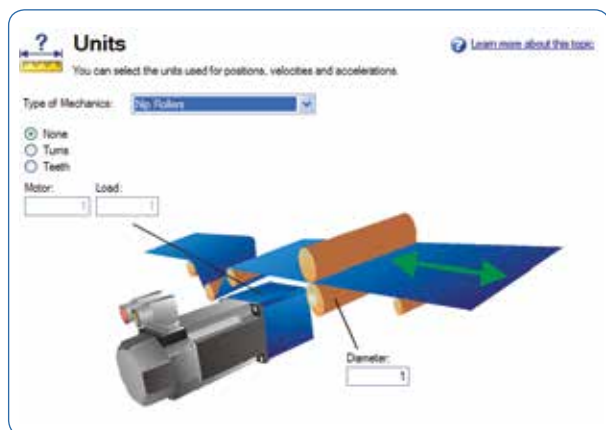 ?
Units
Learn more about this topic
You can select the units used for positions, velocities and accelerations.
Type of Mechanics: Nip Rollers
None
Turns
Teeth
Motor: Load:
1 1
Diameter:
1